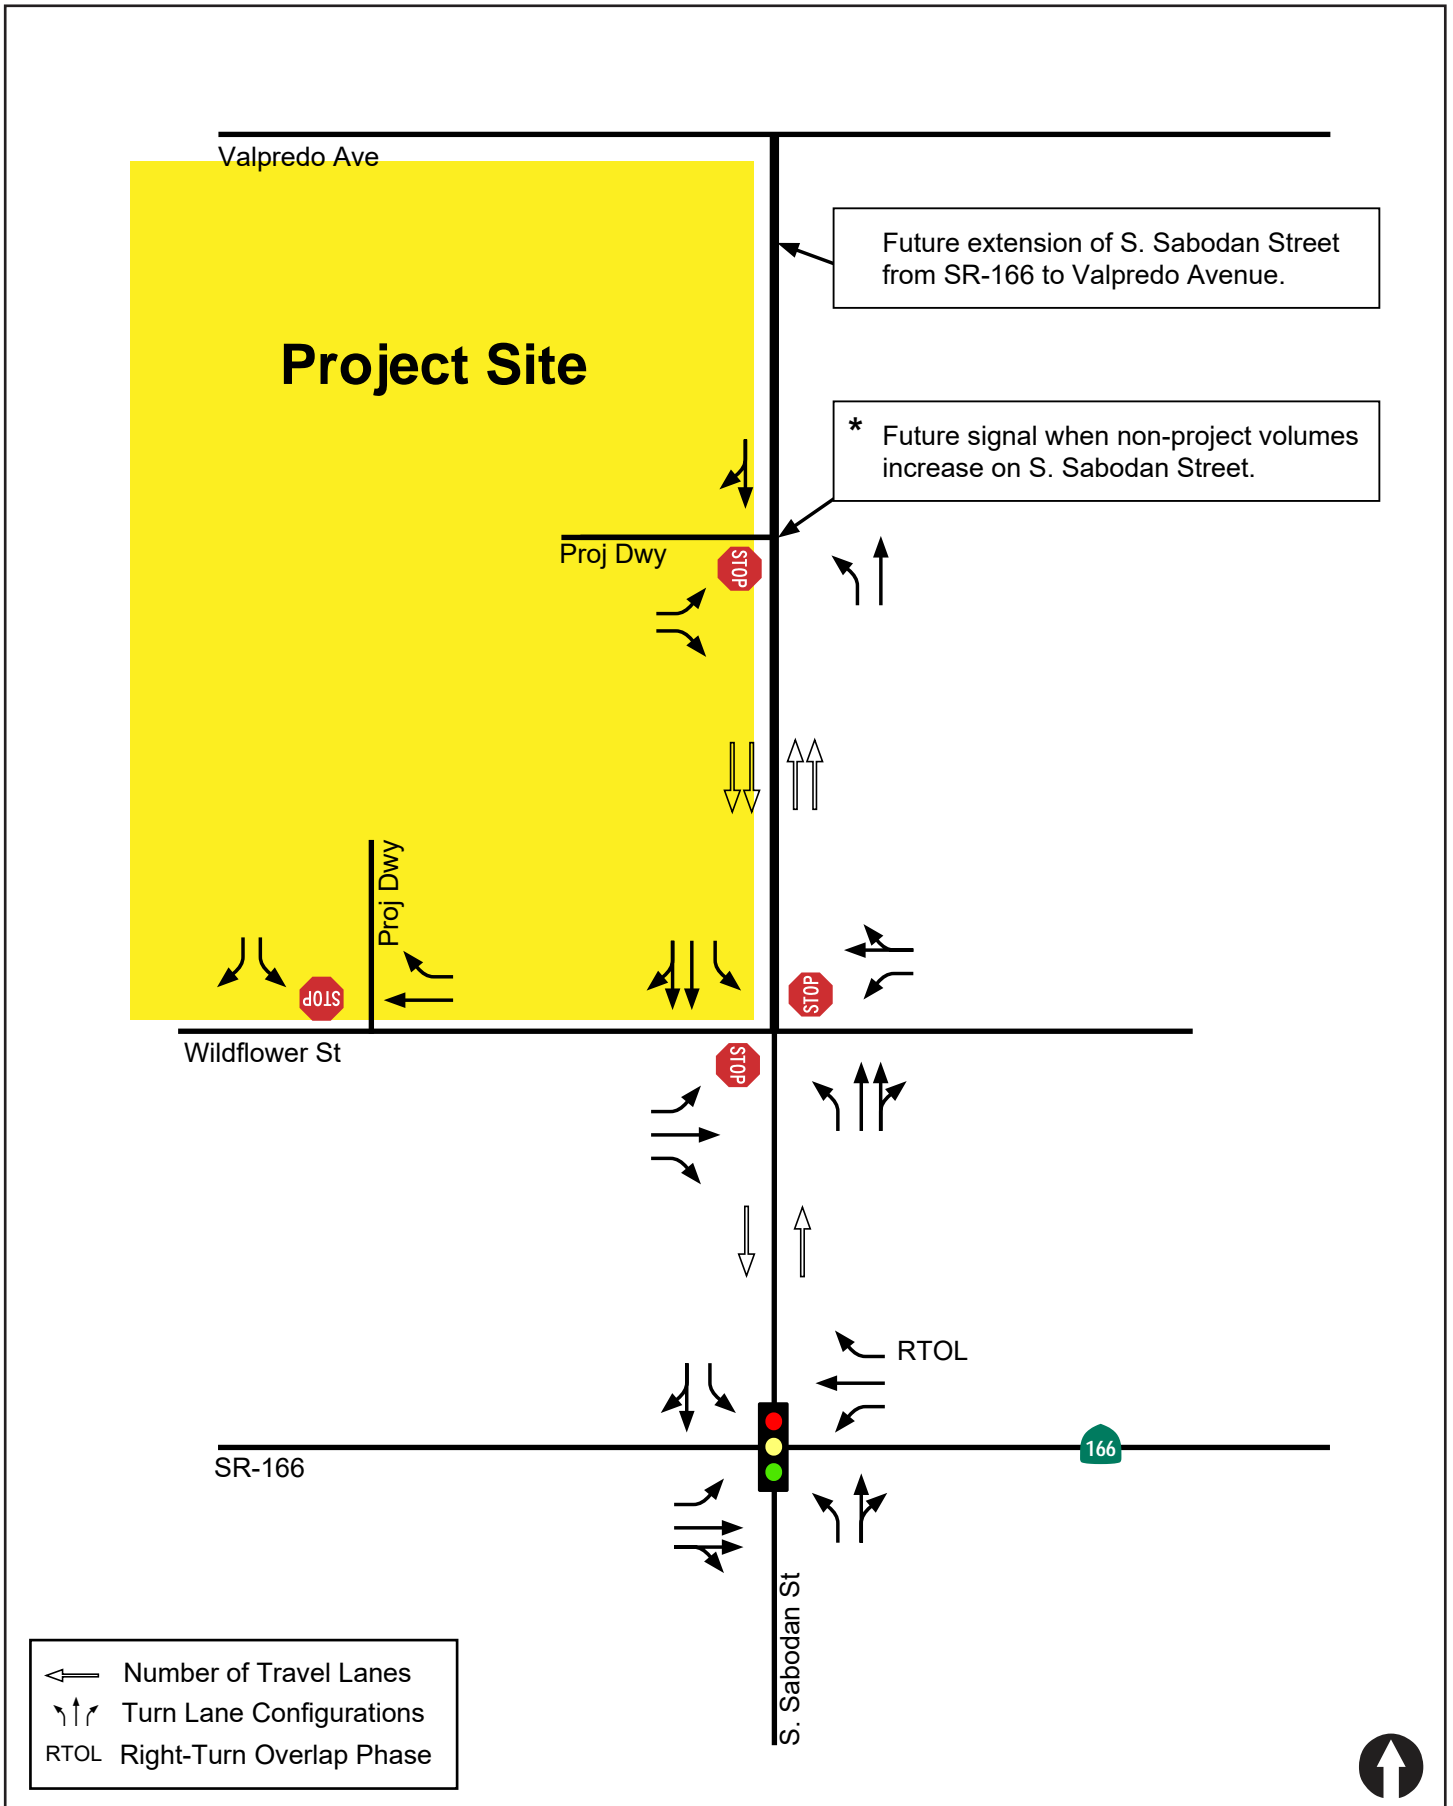 Valpredo Ave
Future extension of S. Sabodan Street
from SR-166 to Valpredo Avenue.
Project Site
* Future signal when non-project volumes
increase on S. Sabodan Street.
Proj Dwy
STOP
Proj Dwy
STOP
STOP
Wildflower St
STOP
RTOL
SR-166
166
S. Sabodan St
Number of Travel Lanes
Turn Lane Configurations
RTOL Right-Turn Overlap Phase